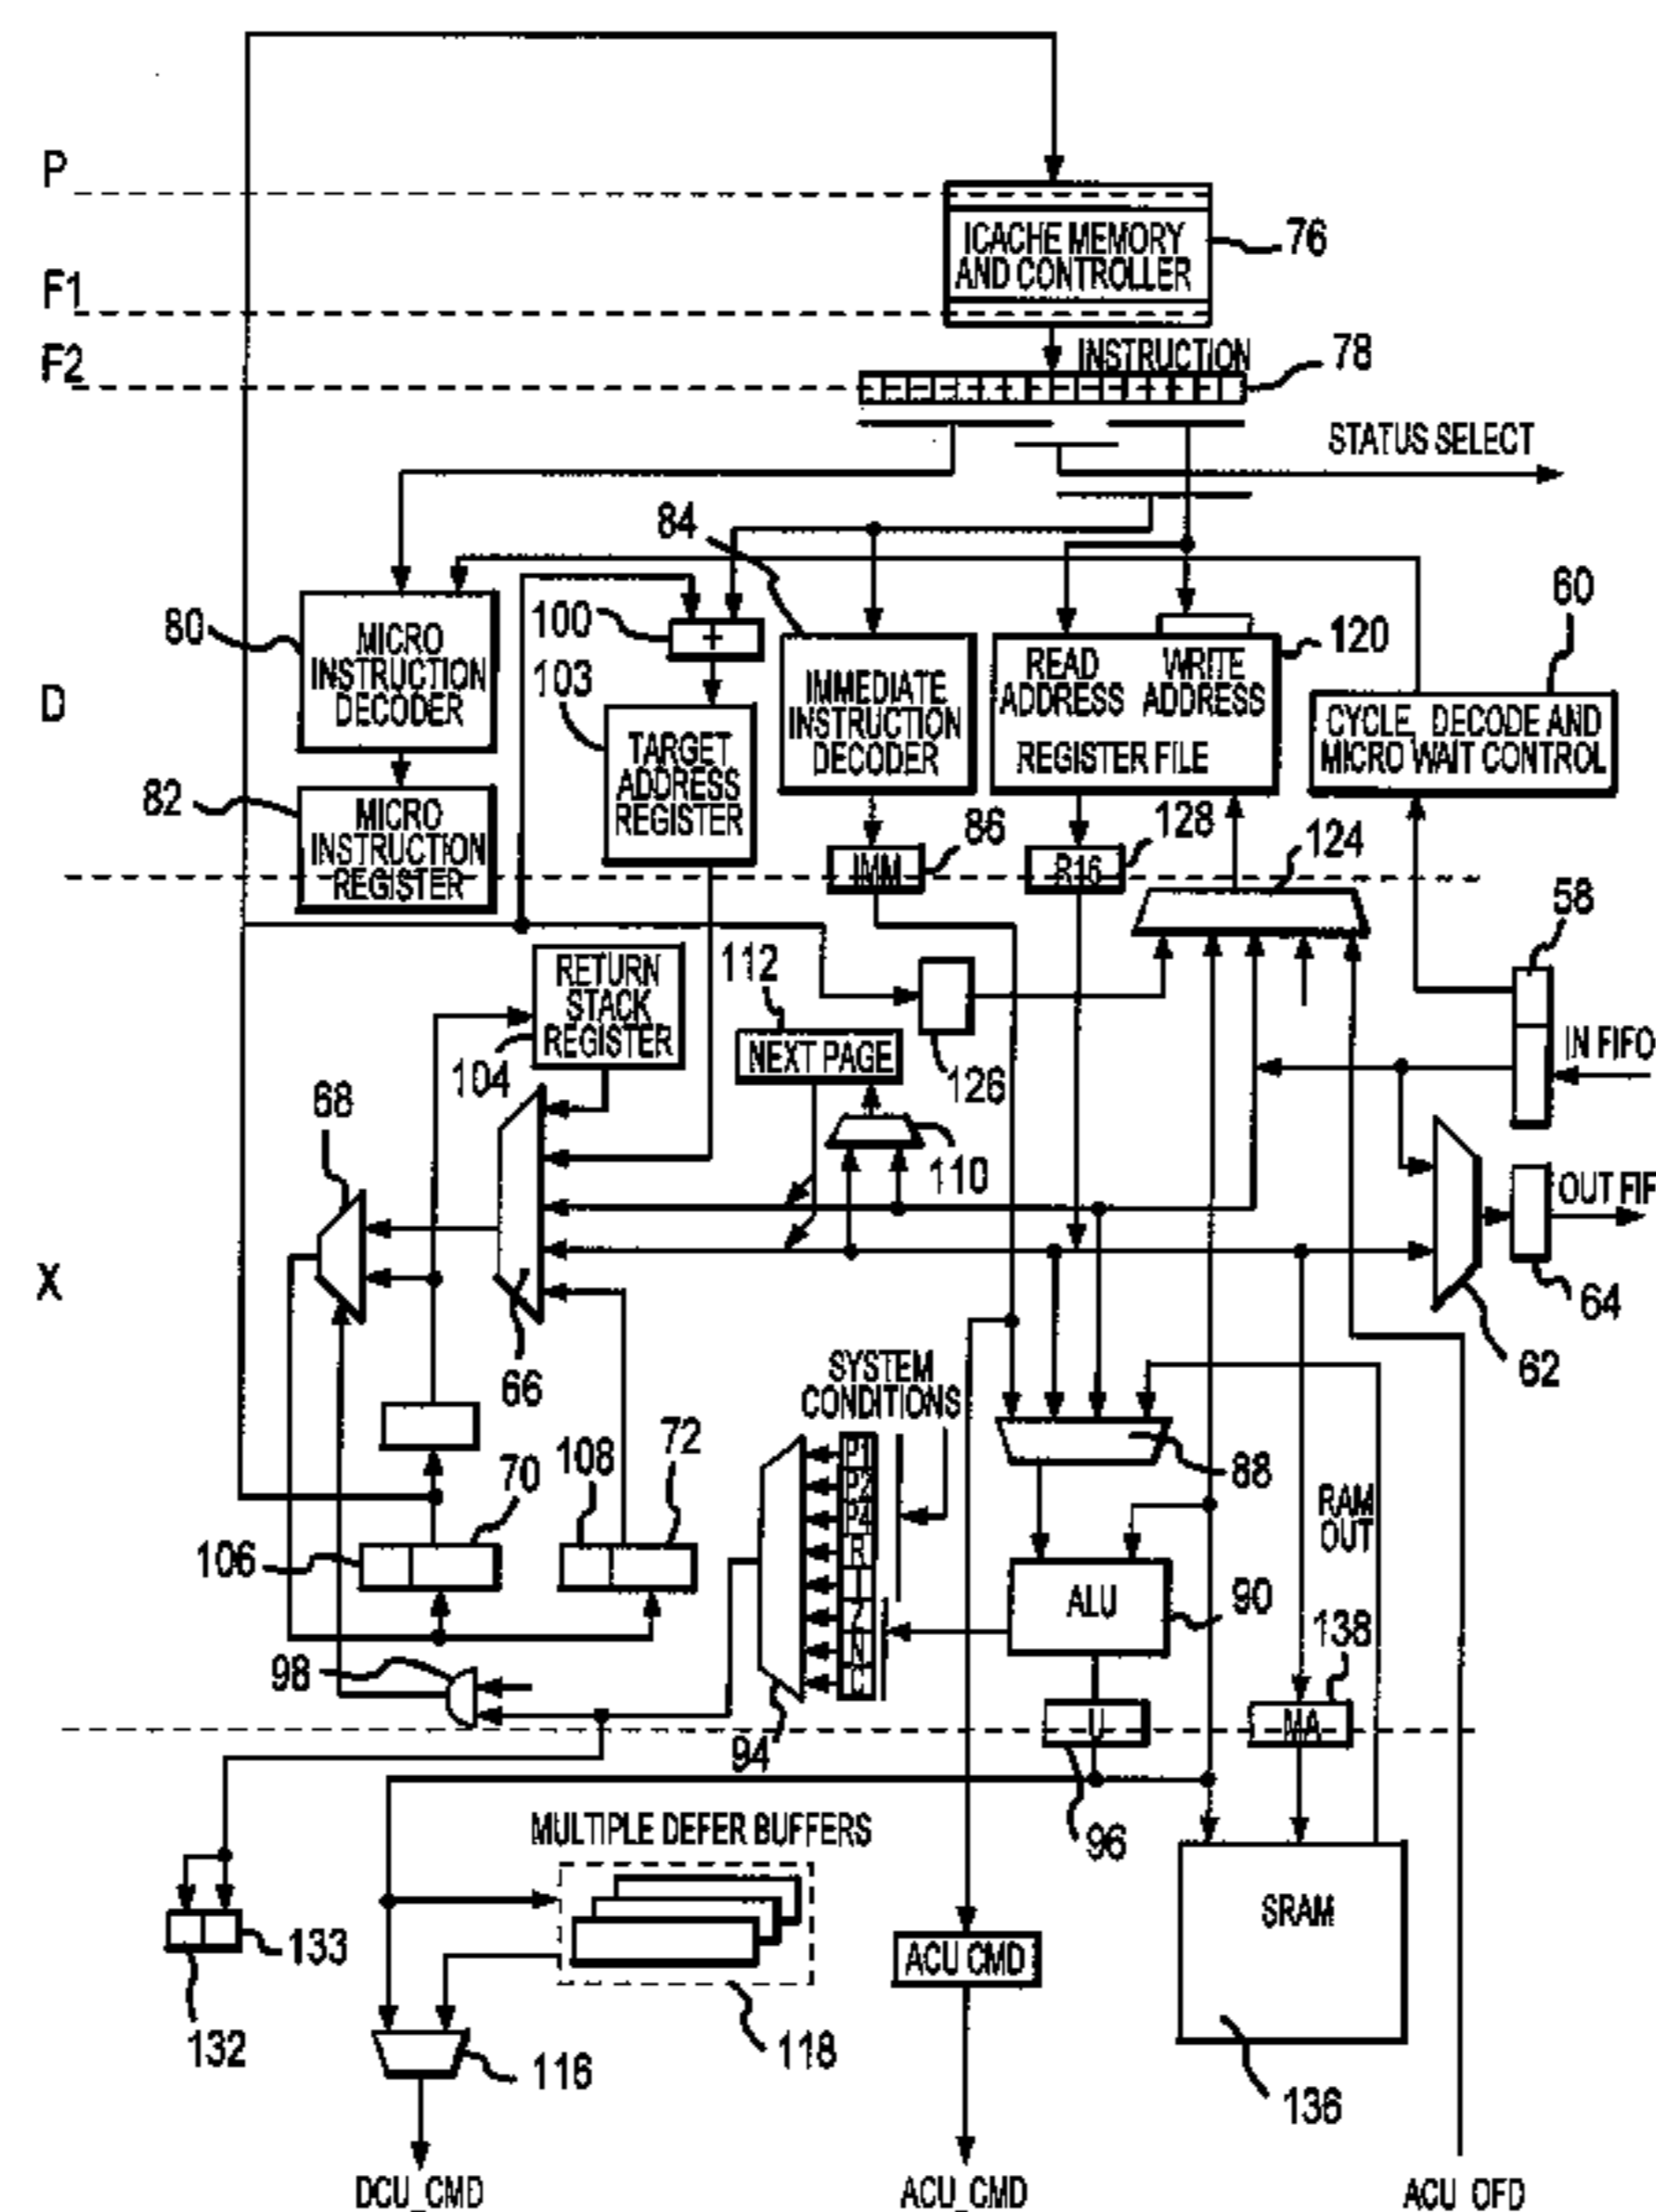 P
ICACHE MEMORY
AND CONTROLLER
76
F1
F2
INSTRUCTION
78
STATUS SELECT
84
60
80
MICRO
INSTRUCTION
DECODER
100
+
103
120
READ
ADDRESS
WRITE
ADDRESS
REGISTER FILE
IMMEDIATE
INSTRUCTION
DECODER
CYCLE, DECODE AND
MICRO WAIT CONTROL
D
TARGET
ADDRESS
REGISTER
82
MICRO
INSTRUCTION
REGISTER
86
128
IMM
R16
124
58
RETURN
STACK
REGISTER
112
104
NEXT PAGE
126
IN FIFO
68
110
OUT FIF
X
64
66
62
SYSTEM
CONDITIONS
72
108
70
P1
P2
P4
R
I
Z
N
C
88
RAM
OUT
106
ALU
90
138
98
94
U
MA
96
MULTIPLE DEFER BUFFERS
SRAM
133
ACU CMD
132
116
118
136
DCU_CMD
ACU_CMD
ACU_OFD